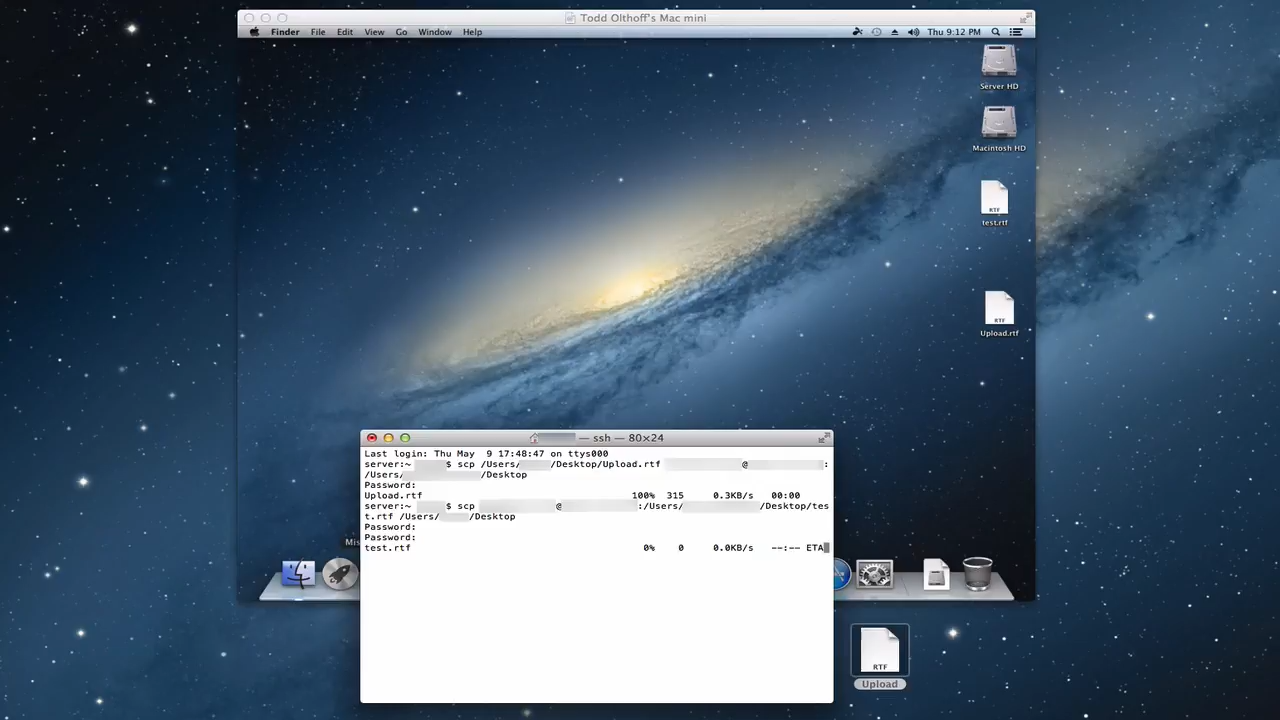 Todd Olthoff's Mac mini
Finder File Edit View Go Window Help Thu 9:12 PM
Server HD
Macintosh HD
RTF
test.rtf
RTF
Upload.rtf
— ssh — 80×24
Last login: Thu May  9 17:48:47 on ttys000
server:~ $ scp /Users/ /Desktop/Upload.rtf @ :
/Users/ /Desktop
Password:
Upload.rtf 100% 315 0.3KB/s 00:00
server:~ $ scp @ :/Users/ /Desktop/tes
t.rtf /Users/ /Desktop
Password:
Password:
test.rtf 0% 0 0.0KB/s --:-- ETA
Mis
RTF
Upload